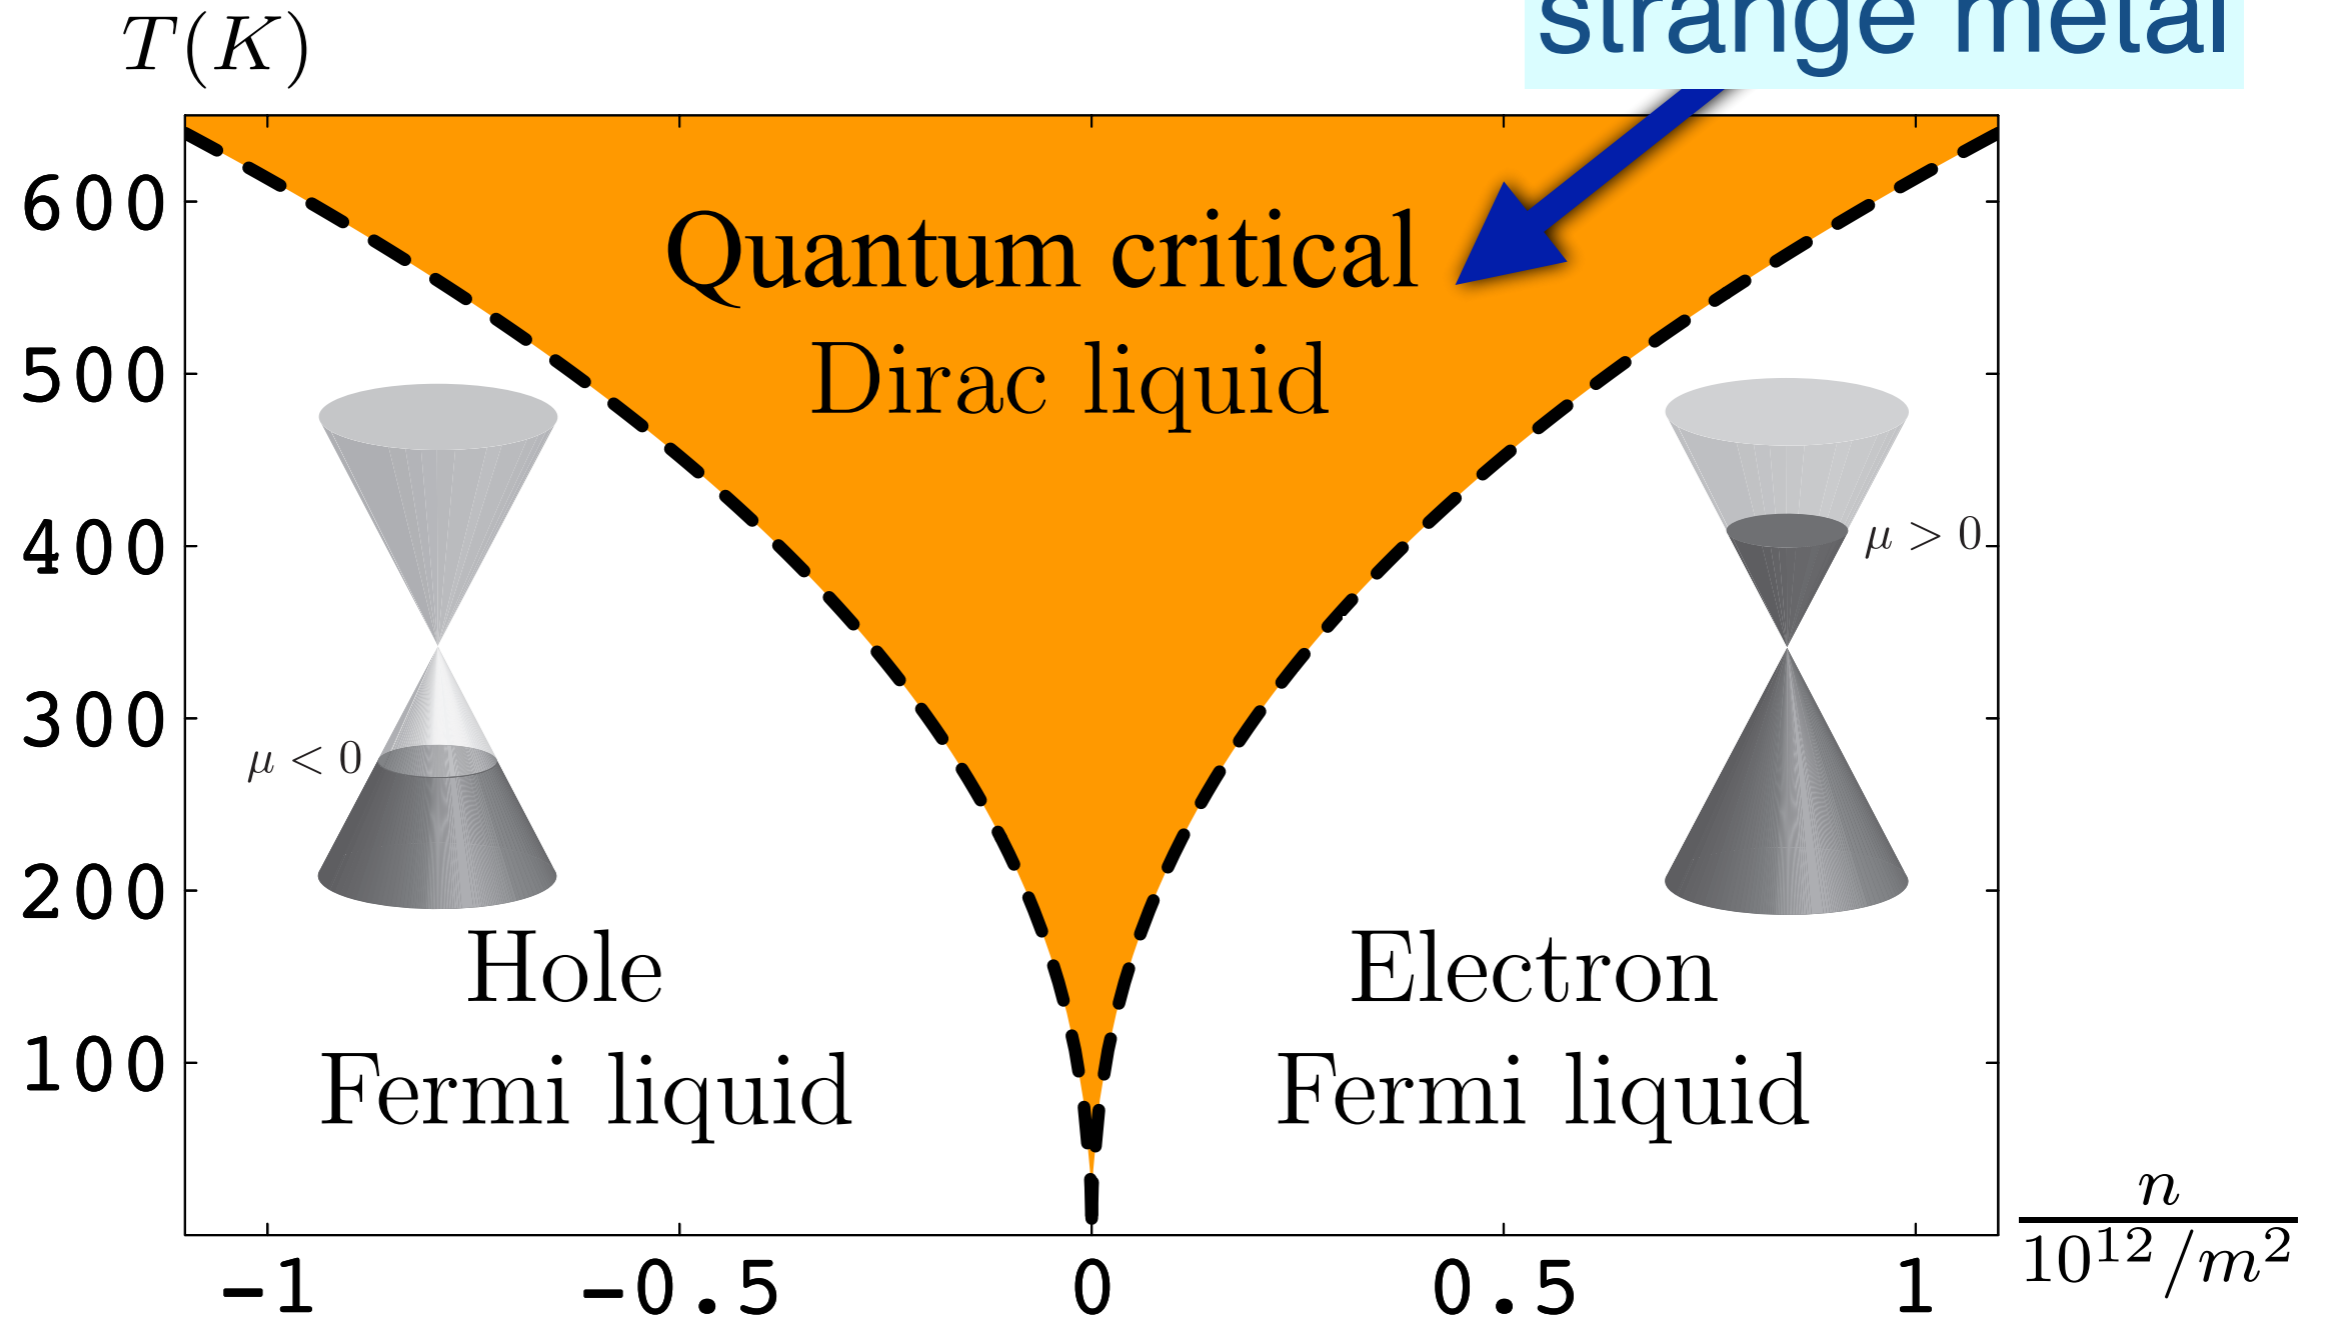 T(K)
strange metal
600
500
400
300
200
100
Quantum critical
Dirac liquid
μ > 0
μ < 0
Hole
Fermi liquid
Electron
Fermi liquid
−1
−0.5
0
0.5
1
n
10¹²/m²